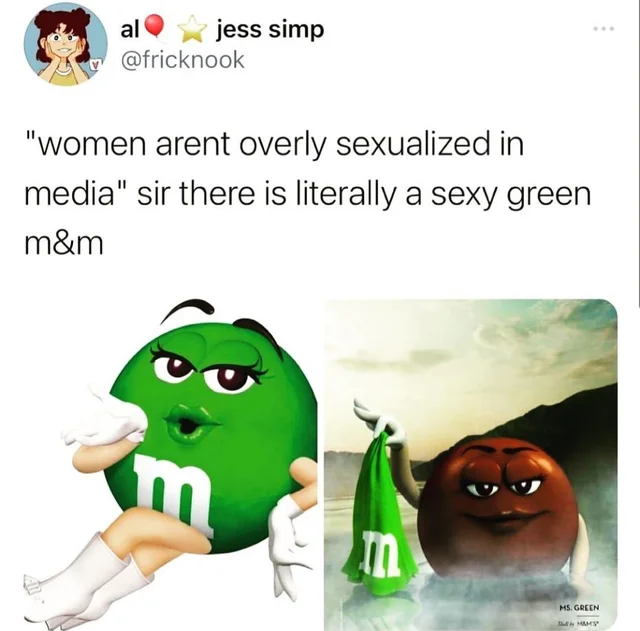 al🎈 ⭐ jess simp
@fricknook
"women arent overly sexualized in
media" sir there is literally a sexy green
m&m
m
m
MS. GREEN
M&M'S